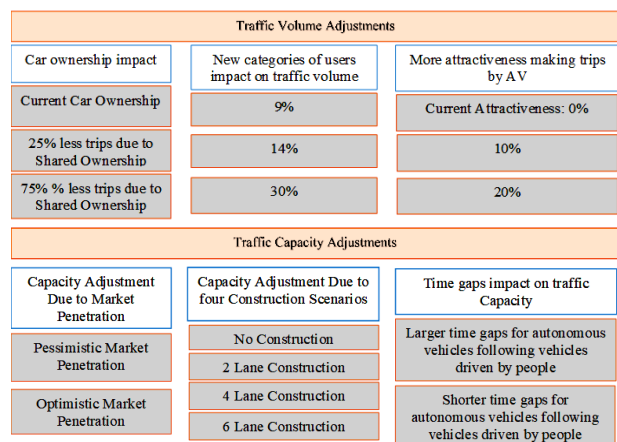 Traffic Volume Adjustments
Car ownership impact
New categories of users
impact on traffic volume
More attractiveness making trips
by AV
Current Car Ownership
9%
Current Attractiveness: 0%
25% less trips due to
Shared Ownership
14%
10%
75% % less trips due to
Shared Ownership
30%
20%
Traffic Capacity Adjustments
Capacity Adjustment
Due to Market
Penetration
Capacity Adjustment Due to
four Construction Scenarios
Time gaps impact on traffic
Capacity
Pessimistic Market
Penetration
No Construction
2 Lane Construction
Larger time gaps for autonomous
vehicles following vehicles
driven by people
Optimistic Market
Penetration
4 Lane Construction
6 Lane Construction
Shorter time gaps for
autonomous vehicles following
vehicles driven by people